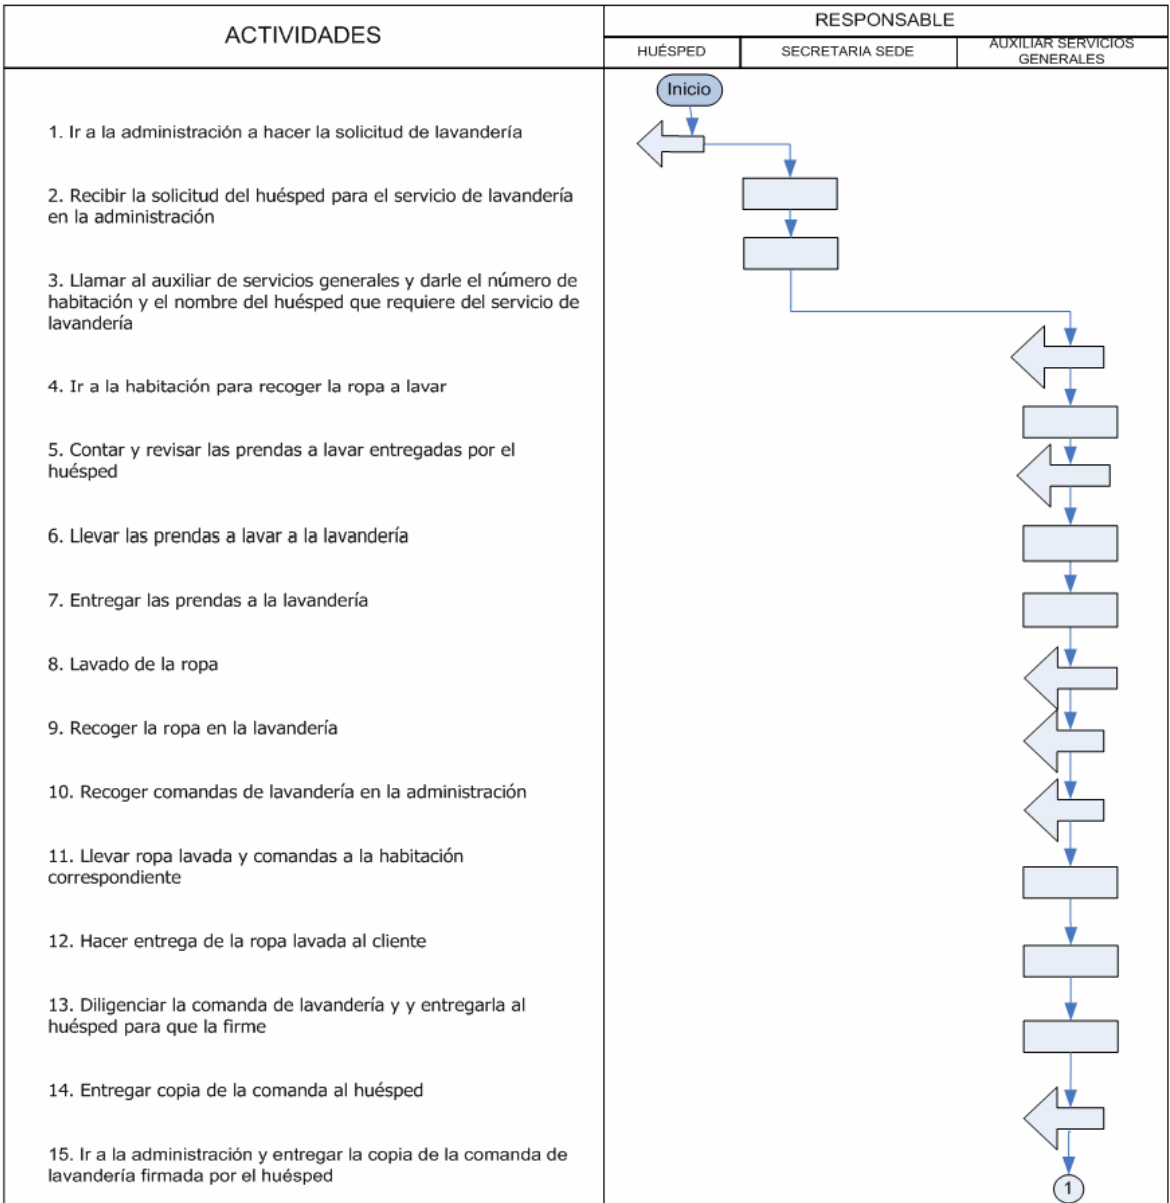 ACTIVIDADES
RESPONSABLE
HUÉSPED
SECRETARIA SEDE
AUXILIAR SERVICIOS
GENERALES
Inicio
1. Ir a la administración a hacer la solicitud de lavandería
2. Recibir la solicitud del huésped para el servicio de lavandería
en la administración
3. Llamar al auxiliar de servicios generales y darle el número de
habitación y el nombre del huésped que requiere del servicio de
lavandería
4. Ir a la habitación para recoger la ropa a lavar
5. Contar y revisar las prendas a lavar entregadas por el
huésped
6. Llevar las prendas a lavar a la lavandería
7. Entregar las prendas a la lavandería
8. Lavado de la ropa
9. Recoger la ropa en la lavandería
10. Recoger comandas de lavandería en la administración
11. Llevar ropa lavada y comandas a la habitación
correspondiente
12. Hacer entrega de la ropa lavada al cliente
13. Diligenciar la comanda de lavandería y y entregarla al
huésped para que la firme
14. Entregar copia de la comanda al huésped
15. Ir a la administración y entregar la copia de la comanda de
lavandería firmada por el huésped
1